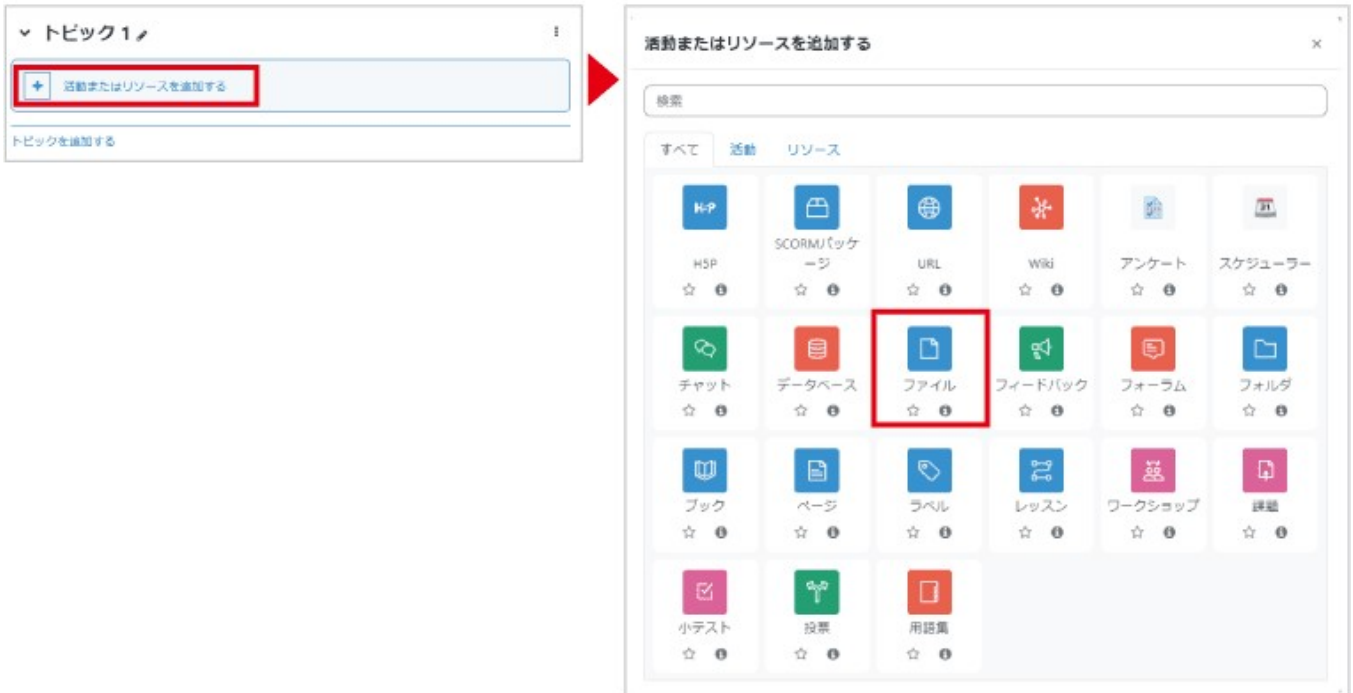 トピック 1
活動またはリソースを追加する
トピックを追加する
活動またはリソースを追加する
検索
すべて 活動 リソース
H5P
H5P
SCORMパッケ
ージ
URL
Wiki
31
アンケート
スケジューラー
チャット
データベース
ファイル
フィードバック
フォーラム
フォルダ
ブック
ページ
ラベル
レッスン
ワークショップ
課題
小テスト
投票
用語集